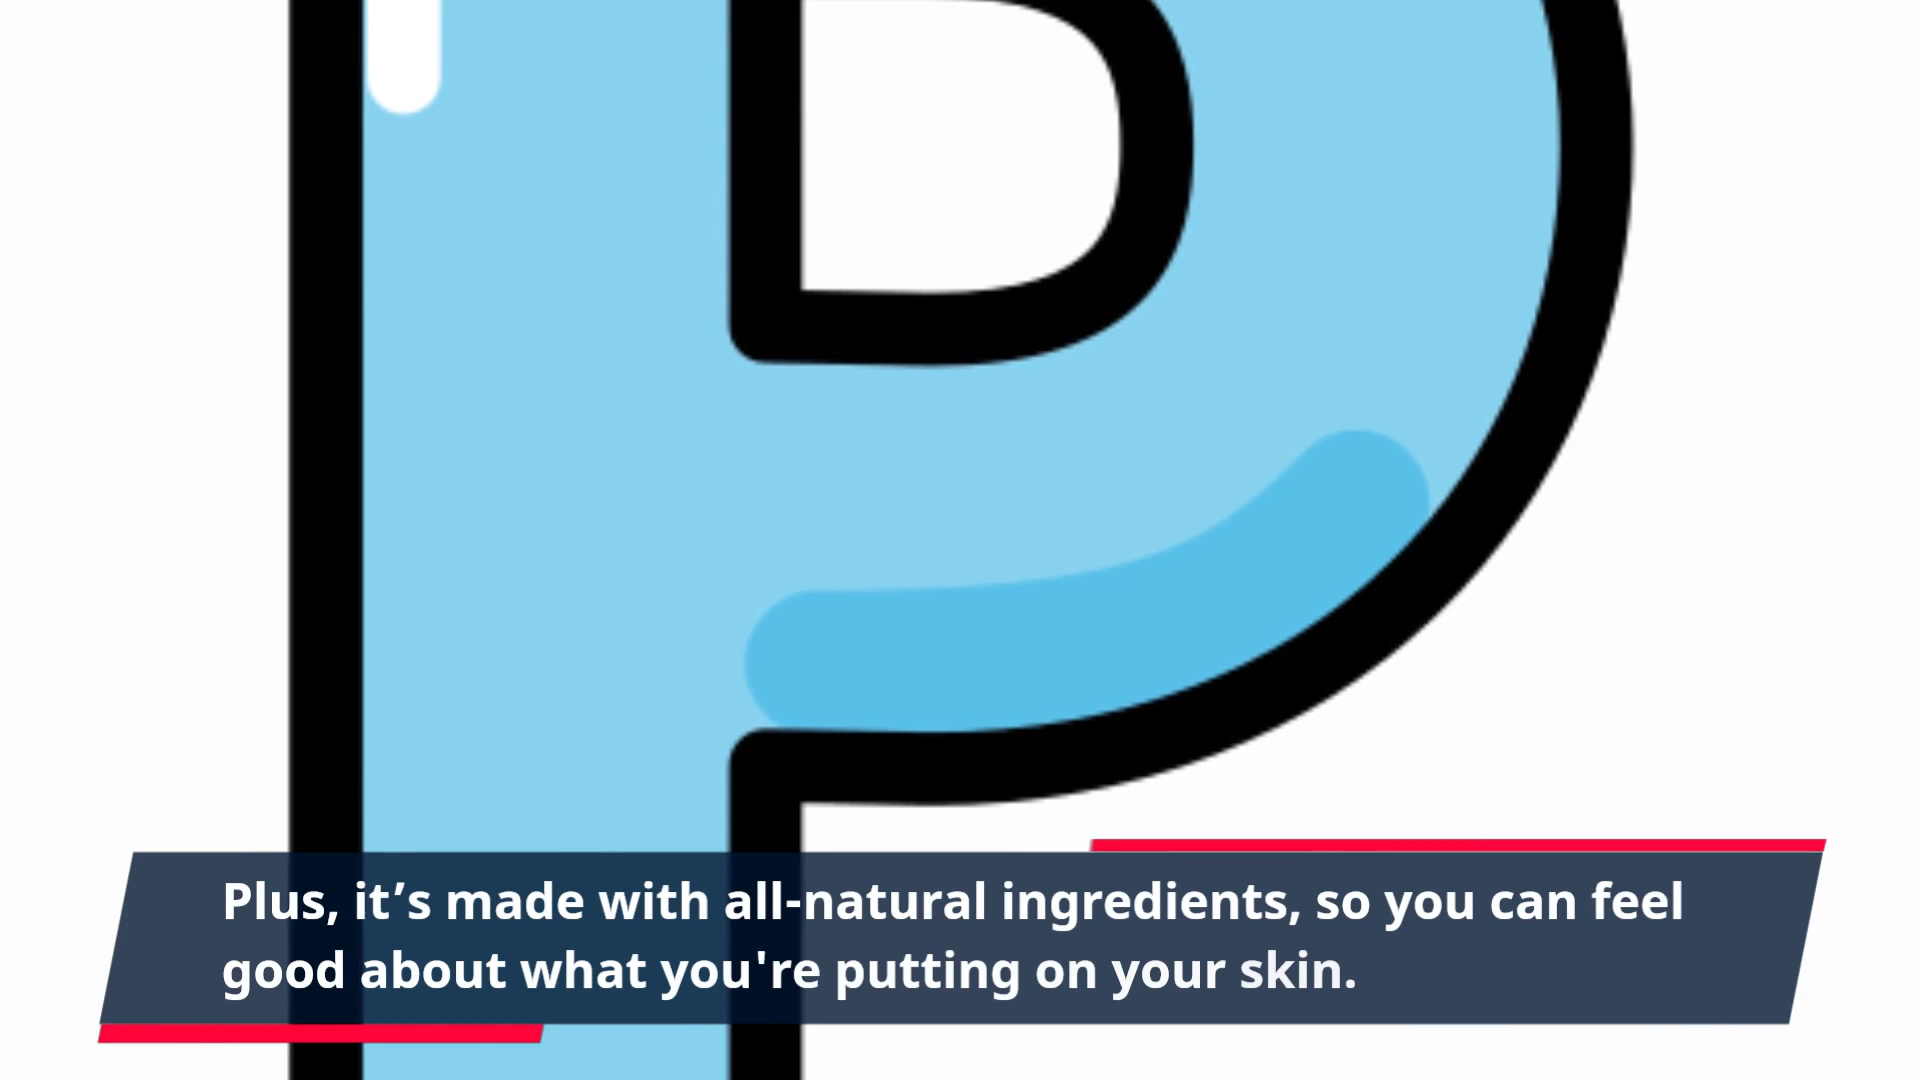 P
Plus, it’s made with all-natural ingredients, so you can feel
good about what you're putting on your skin.